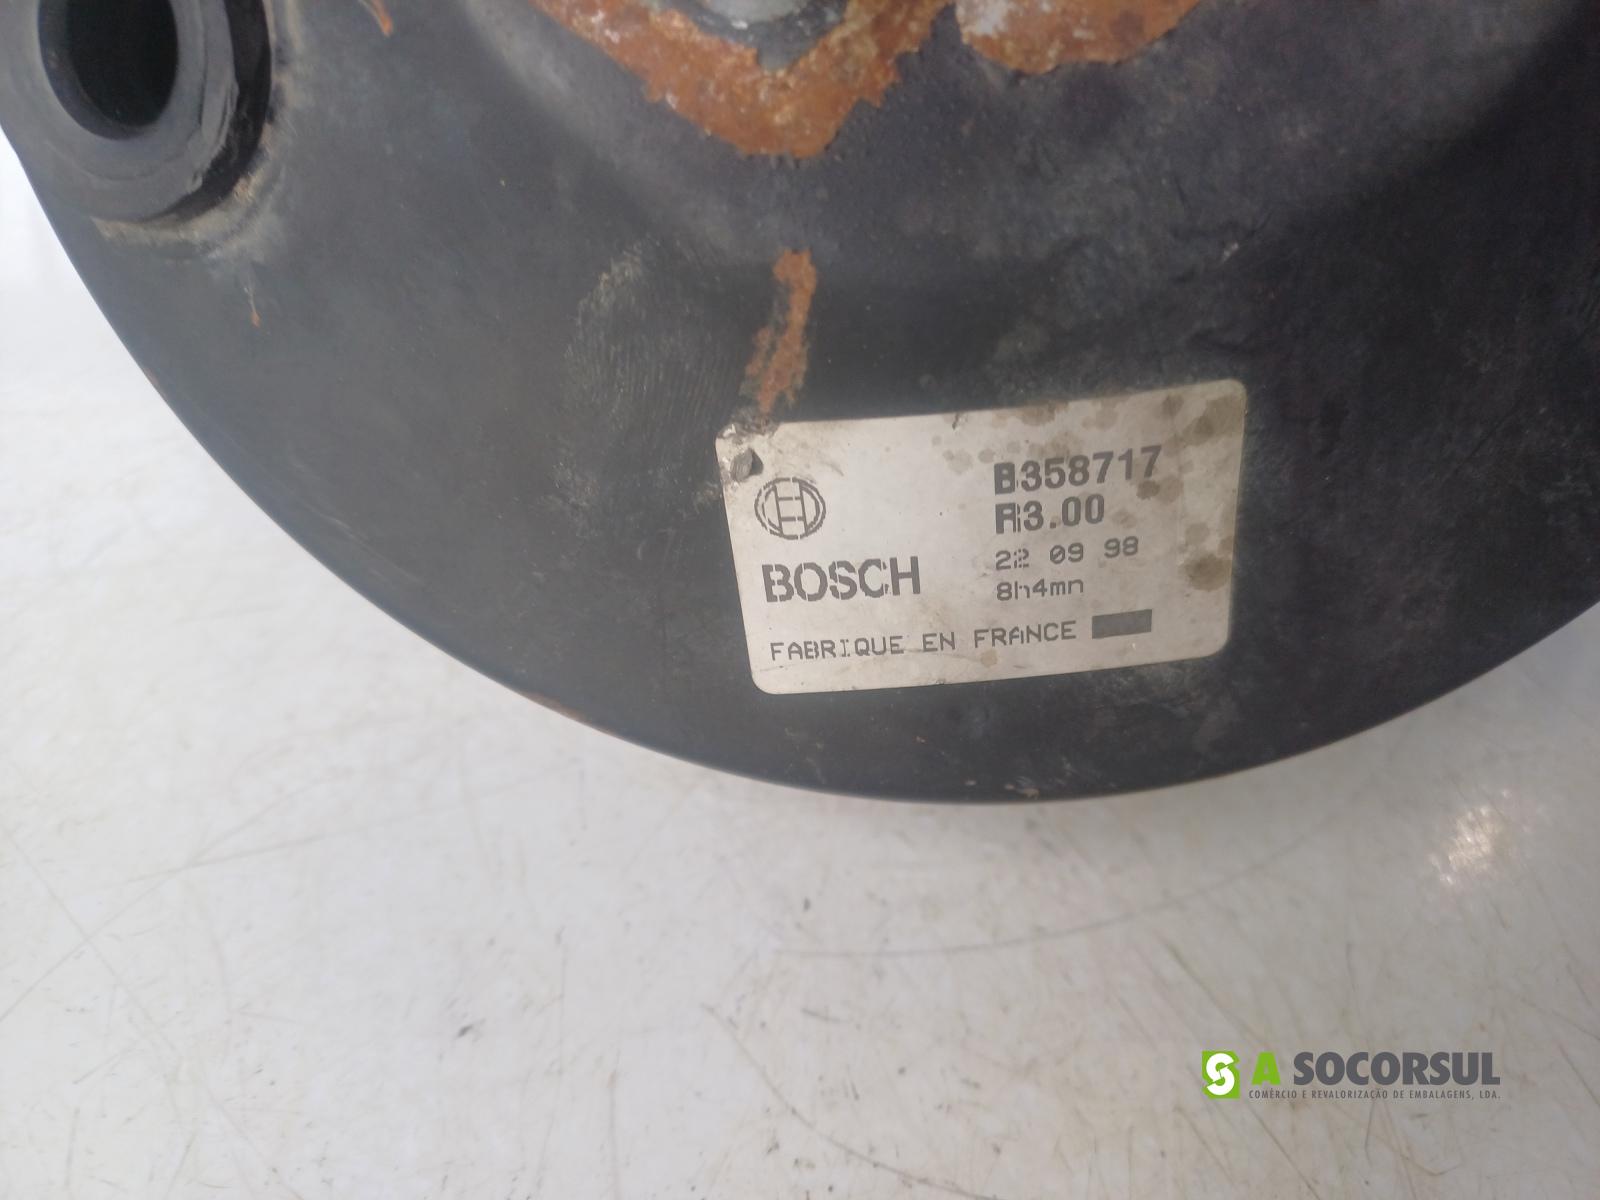 B358717
R3.00
22 09 98
8h4mn
BOSCH
FABRIQUE EN FRANCE
A SOCORSUL
COMÉRCIO E REVALORIZAÇÃO DE EMBALAGENS, LDA.